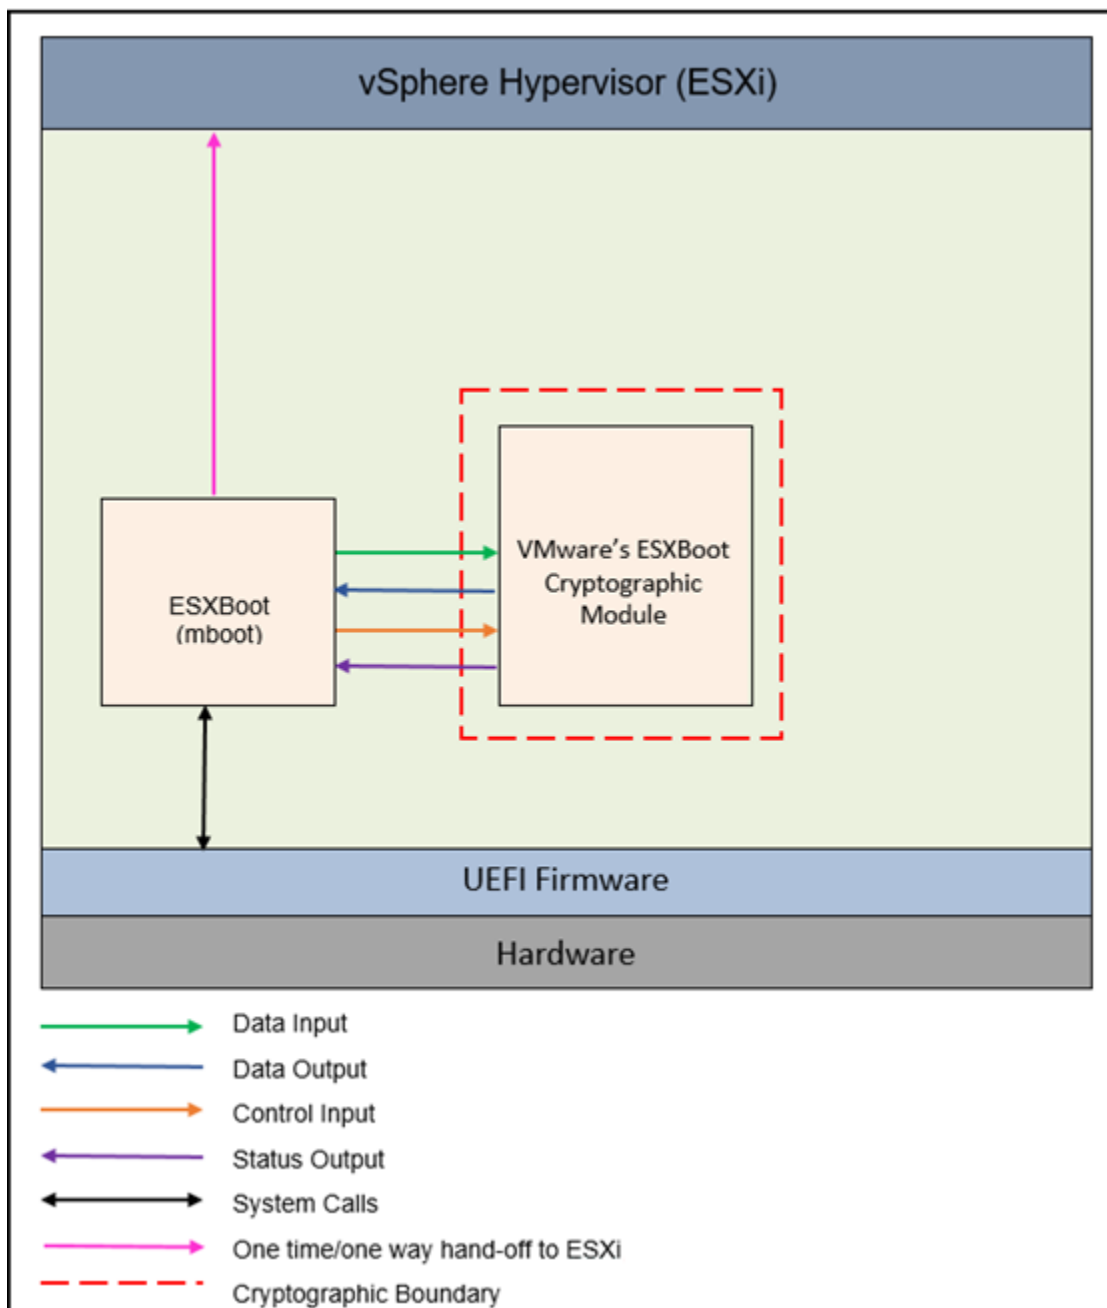 vSphere Hypervisor (ESXi)
VMware's ESXBoot
Cryptographic
Module
ESXBoot
(mboot)
UEFI Firmware
Hardware
Data Input
Data Output
Control Input
Status Output
System Calls
One time/one way hand-off to ESXi
Cryptographic Boundary